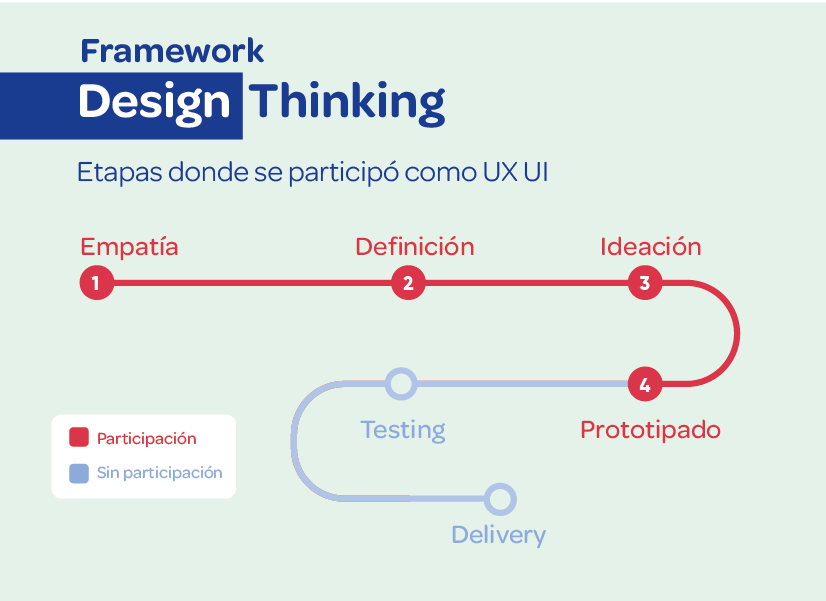 Framework
Design Thinking
Etapas donde se participó como UX UI
Empatía
Definición
Ideación
1
2
3
4
Testing
Prototipado
Participación
Sin participación
Delivery